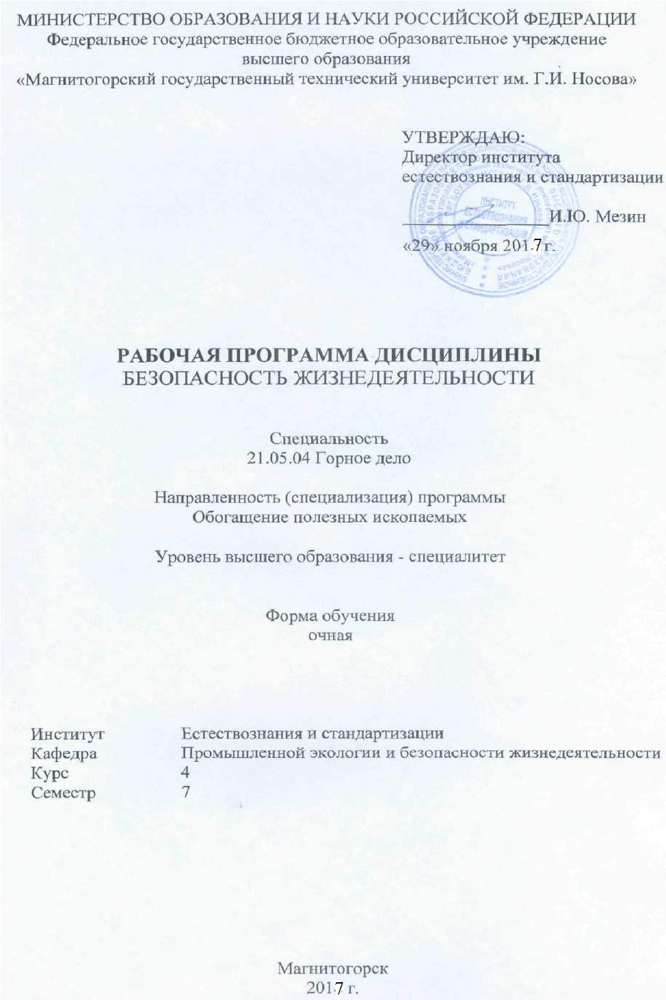 МИНИСТЕРСТВО ОБРАЗОВАНИЯ И НАУКИ РОССИЙСКОЙ ФЕДЕРАЦИИ
Федеральное государственное бюджетное образовательное учреждение
высшего образования
«Магнитогорский государственный технический университет им. Г.И. Носова»
УТВЕРЖДАЮ:
Директор института
естествознания и стандартизации
И.Ю. Мезин
«29» ноября 2017 г.
ИНСТИТУТ
ЕСТЕСТВОЗНАНИЯ
И СТАНДАРТИЗАЦИИ
РАБОЧАЯ ПРОГРАММА ДИСЦИПЛИНЫ
БЕЗОПАСНОСТЬ ЖИЗНЕДЕЯТЕЛЬНОСТИ
Специальность
21.05.04 Горное дело
Направленность (специализация) программы
Обогащение полезных ископаемых
Уровень высшего образования - специалитет
Форма обучения
очная
Институт Естествознания и стандартизации
Кафедра Промышленной экологии и безопасности жизнедеятельности
Курс 4
Семестр 7
Магнитогорск
2017 г.